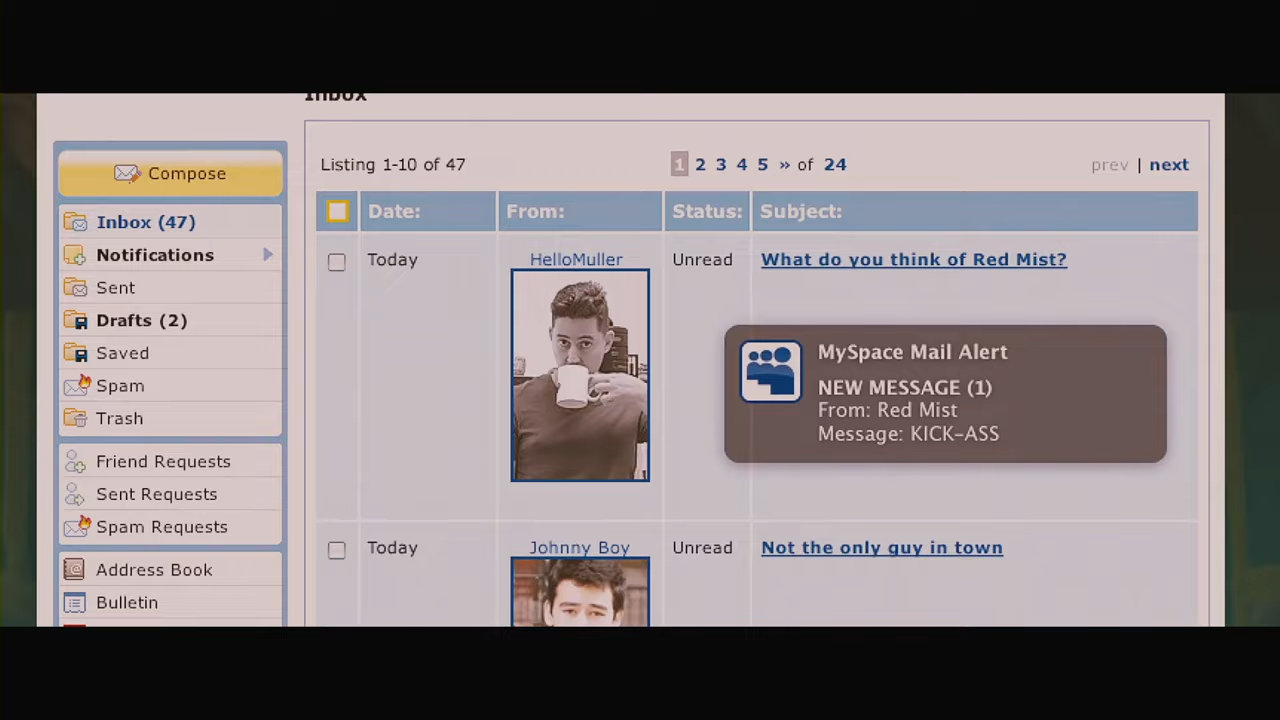 Inbox
Listing 1-10 of 47
1 2 3 4 5 » of 24
prev | next
Compose
Inbox (47)
Notifications
Sent
Drafts (2)
Saved
Spam
Trash
Friend Requests
Sent Requests
Spam Requests
Address Book
Bulletin
Date: From: Status: Subject:
Today HelloMuller Unread What do you think of Red Mist?
MySpace Mail Alert
NEW MESSAGE (1)
From: Red Mist
Message: KICK-ASS
Today Johnny Boy Unread Not the only guy in town